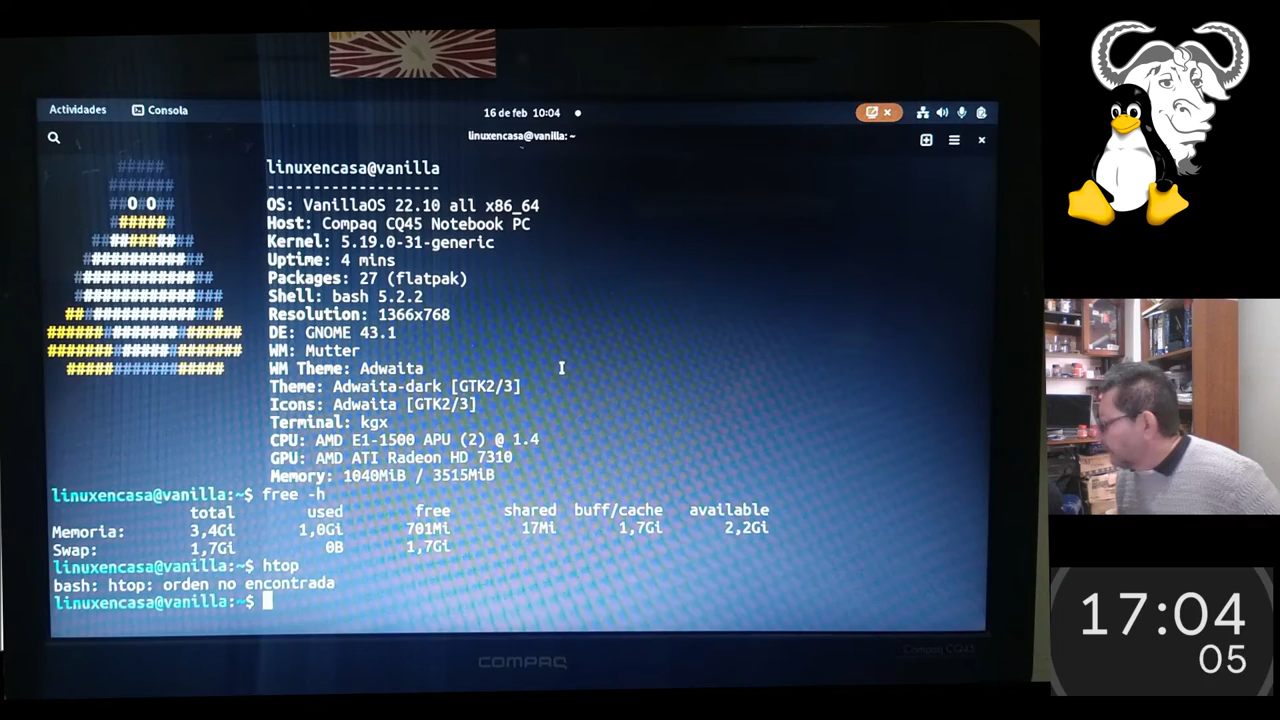 Actividades
Consola
16 de feb 10:04
linuxencasa@vanilla: ~
linuxencasa@vanilla
-------------------
OS: VanillaOS 22.10 all x86_64
Host: Compaq CQ45 Notebook PC
Kernel: 5.19.0-31-generic
Uptime: 4 mins
Packages: 27 (flatpak)
Shell: bash 5.2.2
Resolution: 1366x768
DE: GNOME 43.1
WM: Mutter
WM Theme: Adwaita
Theme: Adwaita-dark [GTK2/3]
Icons: Adwaita [GTK2/3]
Terminal: kgx
CPU: AMD E1-1500 APU (2) @ 1.4
GPU: AMD ATI Radeon HD 7310
Memory: 1040MiB / 3515MiB
linuxencasa@vanilla:~$ free -h
total used free shared buff/cache available
Memoria: 3,4Gi 1,0Gi 701Mi 17Mi 1,7Gi 2,2Gi
Swap: 1,7Gi 0B 1,7Gi
linuxencasa@vanilla:~$ htop
bash: htop: orden no encontrada
linuxencasa@vanilla:~$
COMPAQ
Compaq CQ45
17:04
05